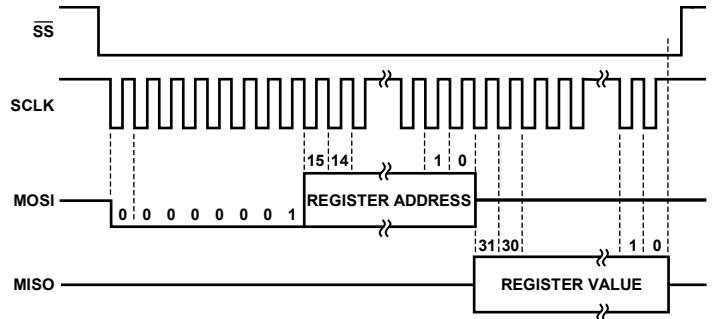 SS
SCLK
15 14 1 0
MOSI REGISTER ADDRESS
0 0 0 0 0 0 0 1
31 30 1 0
MISO REGISTER VALUE